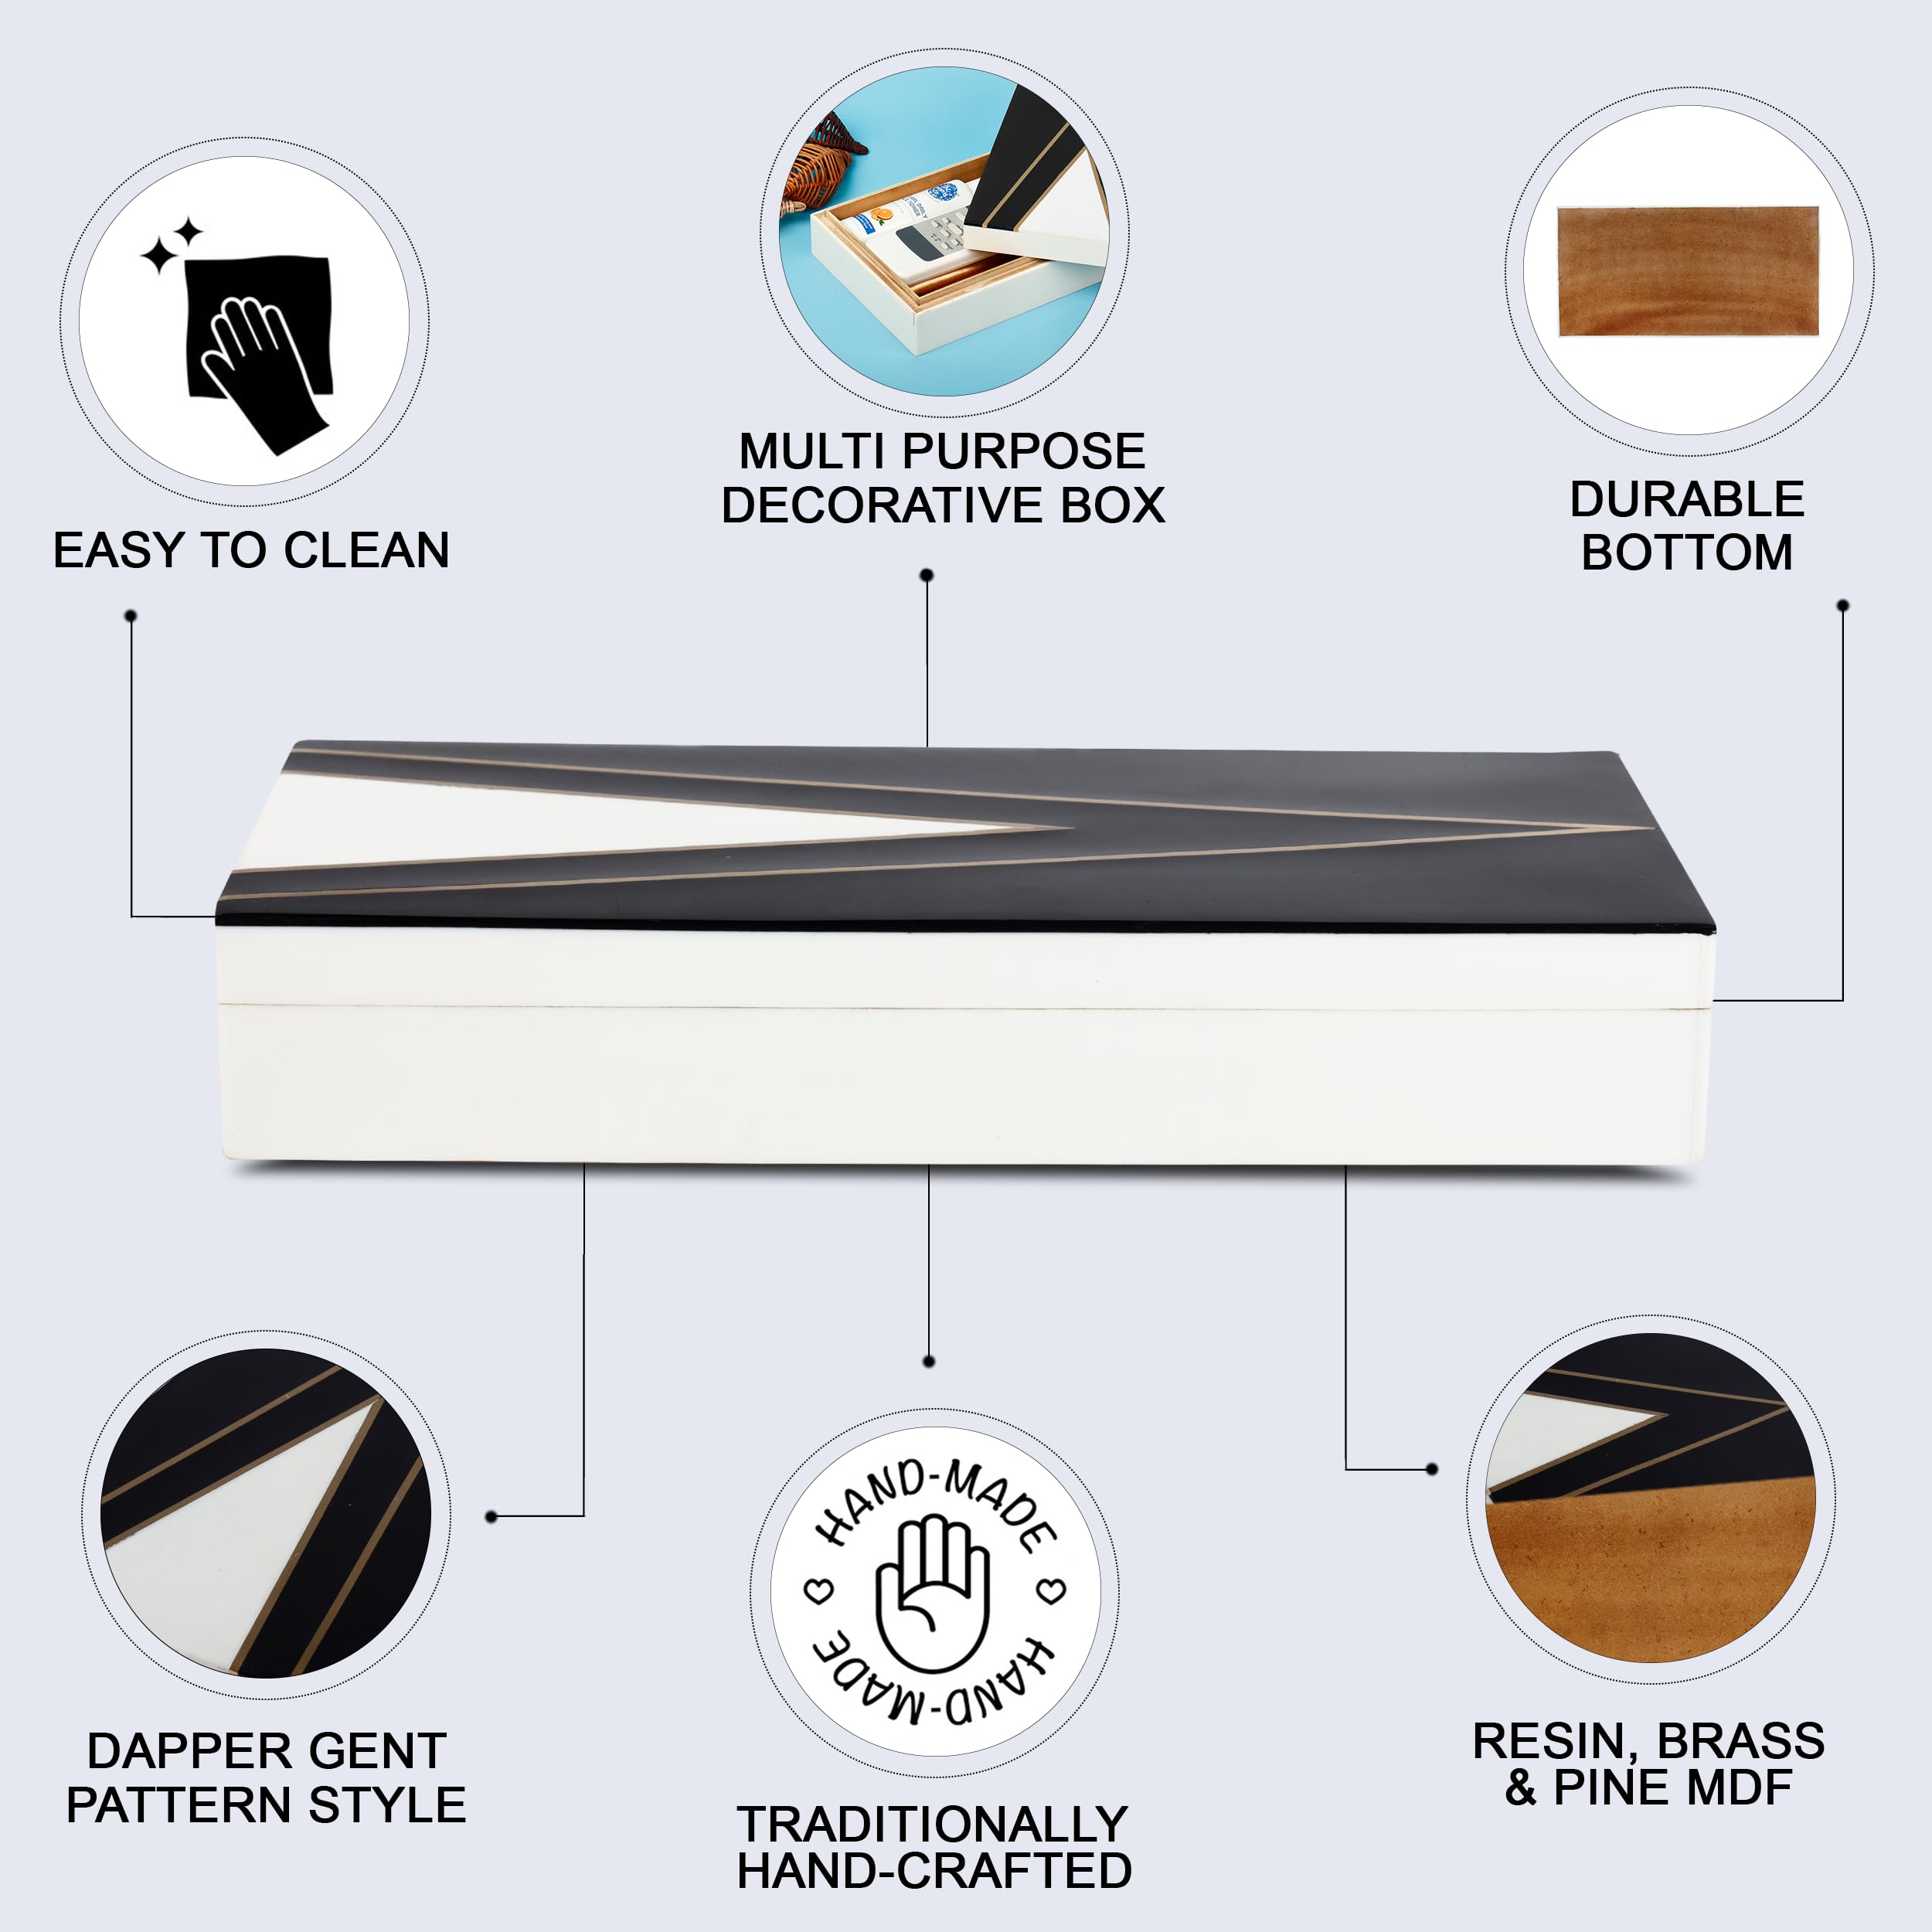 EASY TO CLEAN
MULTI PURPOSE
DECORATIVE BOX
DURABLE
BOTTOM
DAPPER GENT
PATTERN STYLE
HAND-MADE
HAND-MADE
TRADITIONALLY
HAND-CRAFTED
RESIN, BRASS
& PINE MDF